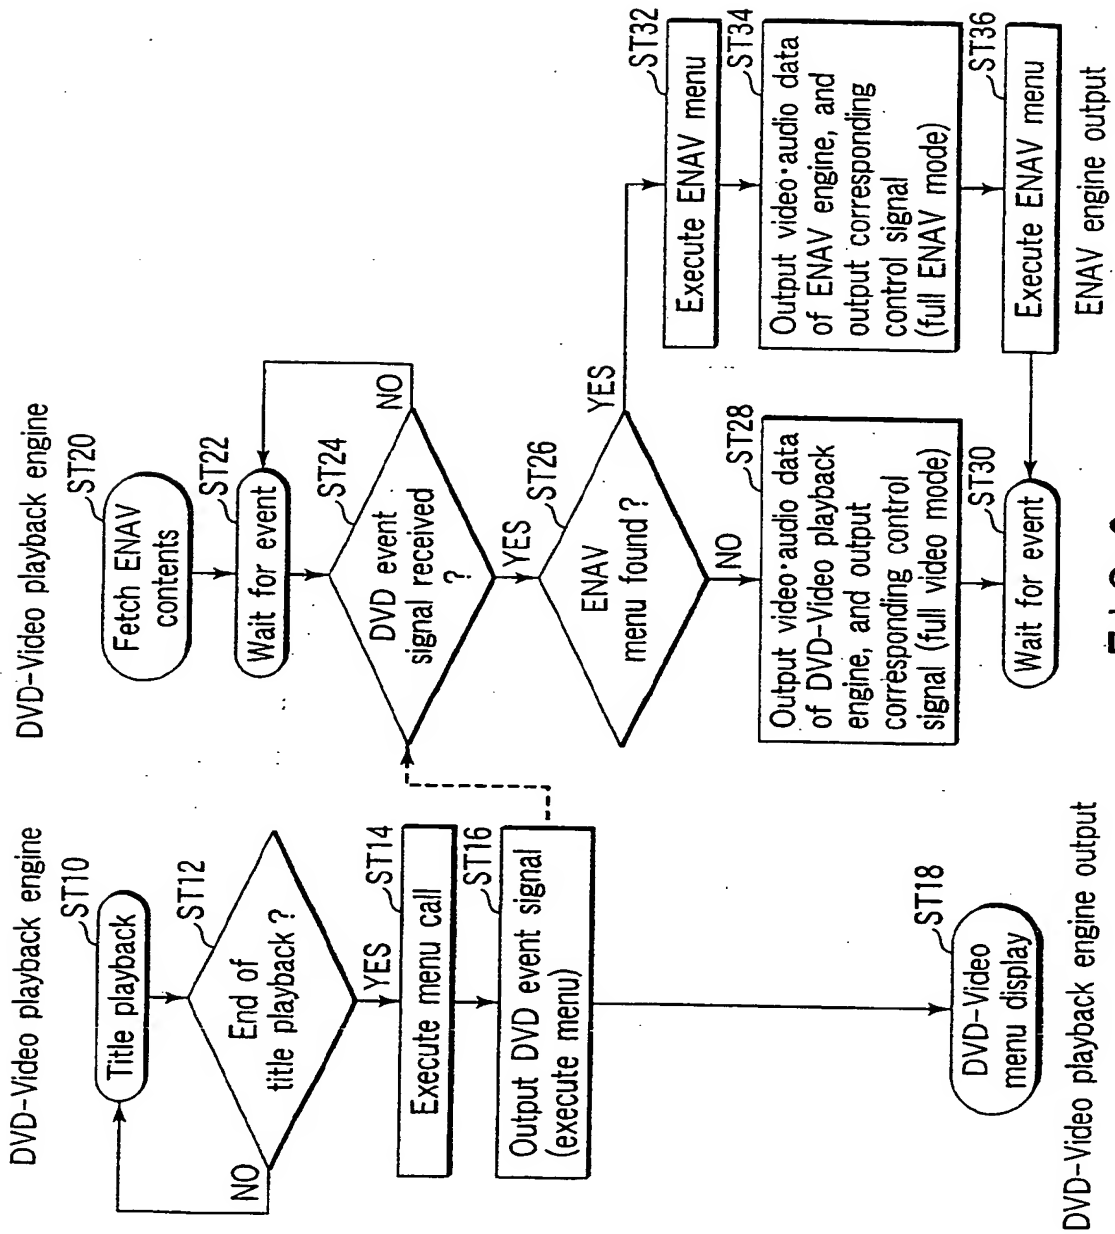 DVD-Video playback engine
ST10
Title playback
ST12
End of
title playback ?
NO
YES
ST14
Execute menu call
ST16
Output DVD event signal
(execute menu)
ST18
DVD-Video
menu display
DVD-Video playback engine output
DVD-Video playback engine
ST20
Fetch ENAV
contents
ST22
Wait for event
ST24
DVD event
signal received
?
NO
YES
ST26
ENAV
menu found ?
YES
NO
ST28
Output video·audio data
of DVD-Video playback
engine, and output
corresponding control
signal (full video mode)
ST30
Wait for event
ST32
Execute ENAV menu
ST34
Output video·audio data
of ENAV engine, and
output corresponding
control signal
(full ENAV mode)
ST36
Execute ENAV menu
ENAV engine output